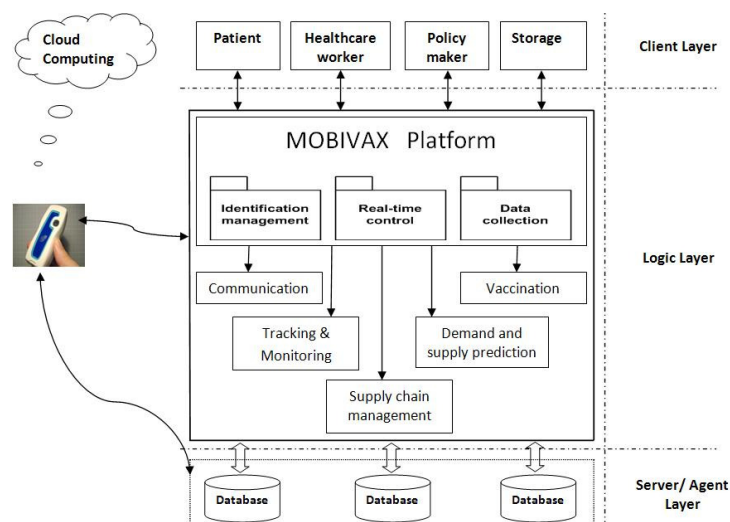 Cloud
Computing
Patient
Healthcare
worker
Policy
maker
Storage
Client Layer
MOBIVAX Platform
Identification
management
Real-time
control
Data
collection
Logic Layer
Communication
Vaccination
Tracking &
Monitoring
Demand and
supply prediction
Supply chain
management
Database
Database
Database
Server/ Agent
Layer